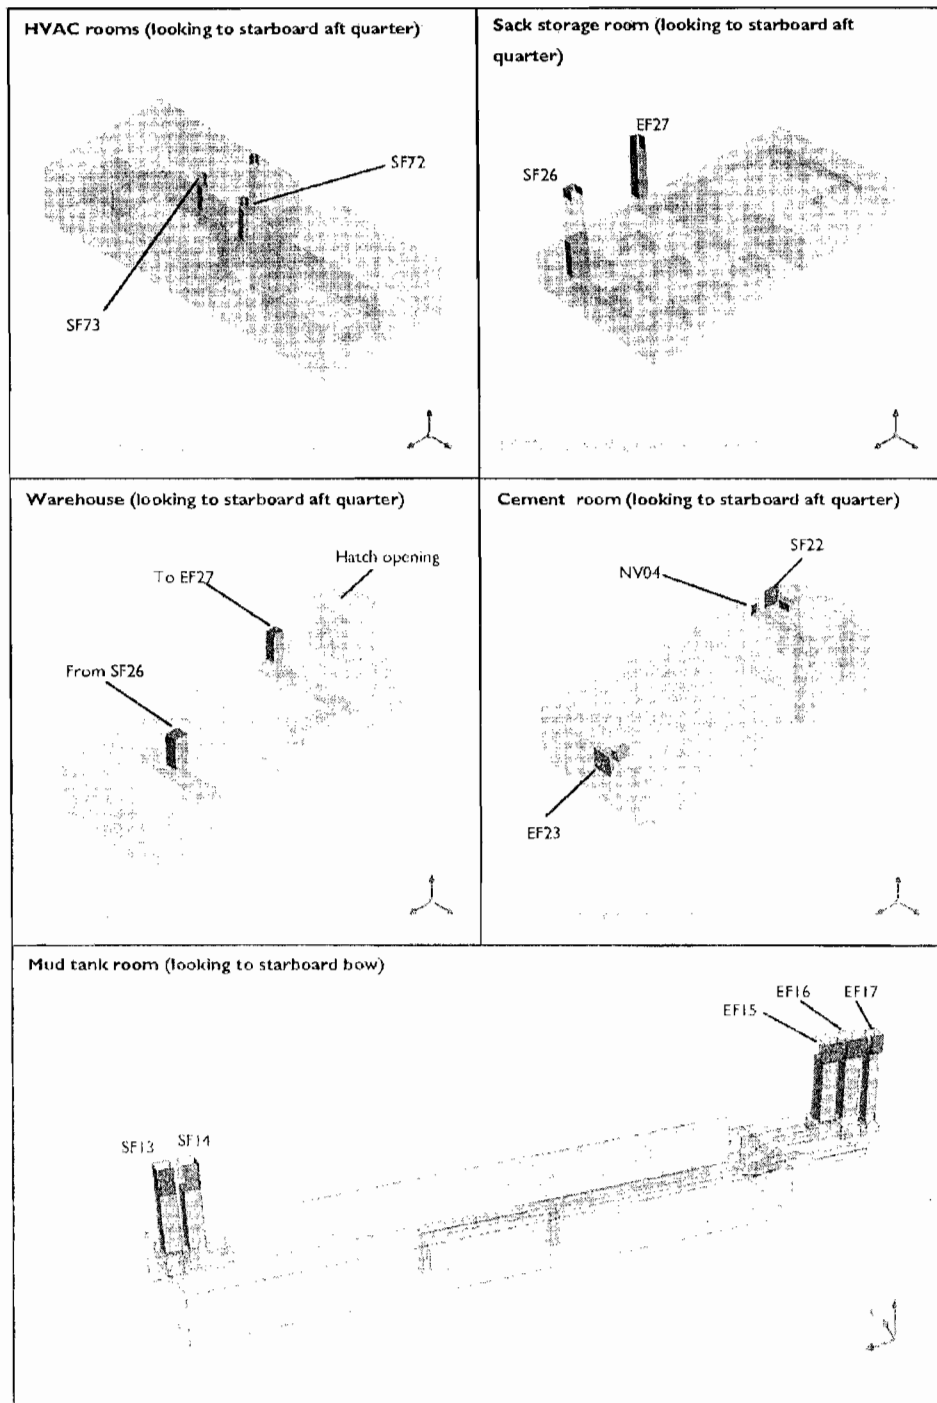 HVAC rooms (looking to starboard aft quarter)
SF72
SF73
Sack storage room (looking to starboard aft
quarter)
EF27
SF26
Warehouse (looking to starboard aft quarter)
Hatch opening
To EF27
From SF26
Cement room (looking to starboard aft quarter)
SF22
NV04
EF23
Mud tank room (looking to starboard bow)
EF16
EF17
EF15
SF14
SF13